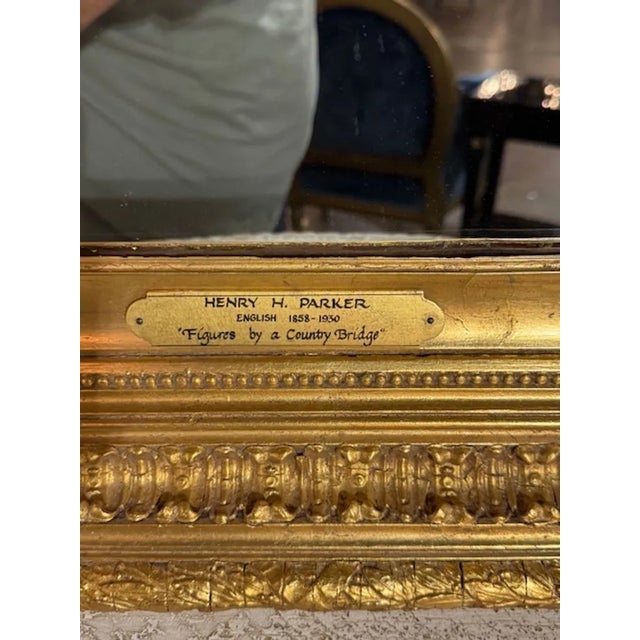 HENRY H. PARKER
ENGLISH 1858-1930
"Figures by a Country Bridge"